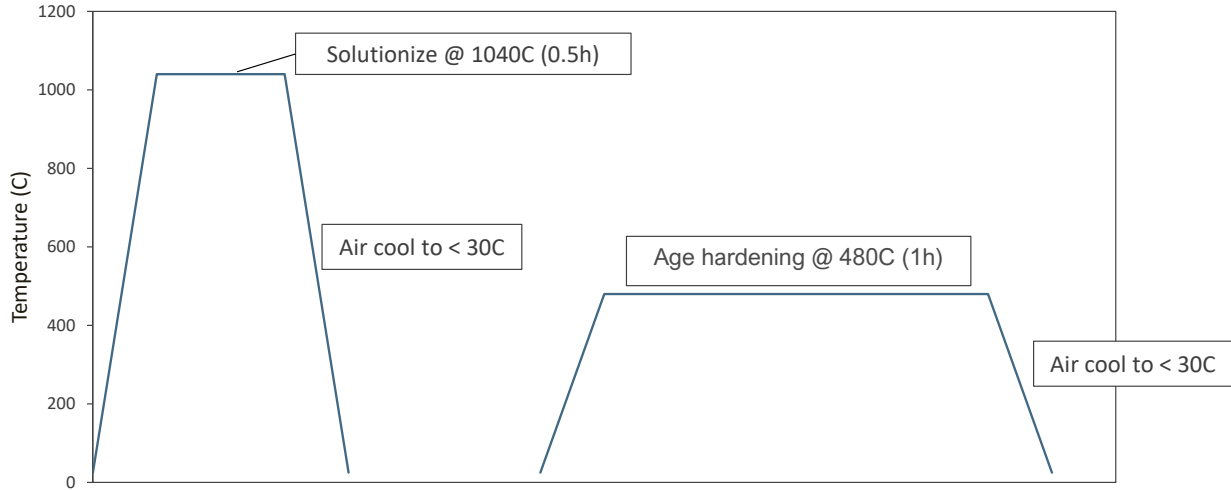 1200
Solutionize @ 1040C (0.5h)
1000
800
Air cool to < 30C
600
Age hardening @ 480C (1h)
Temperature (C)
400
Air cool to < 30C
200
0